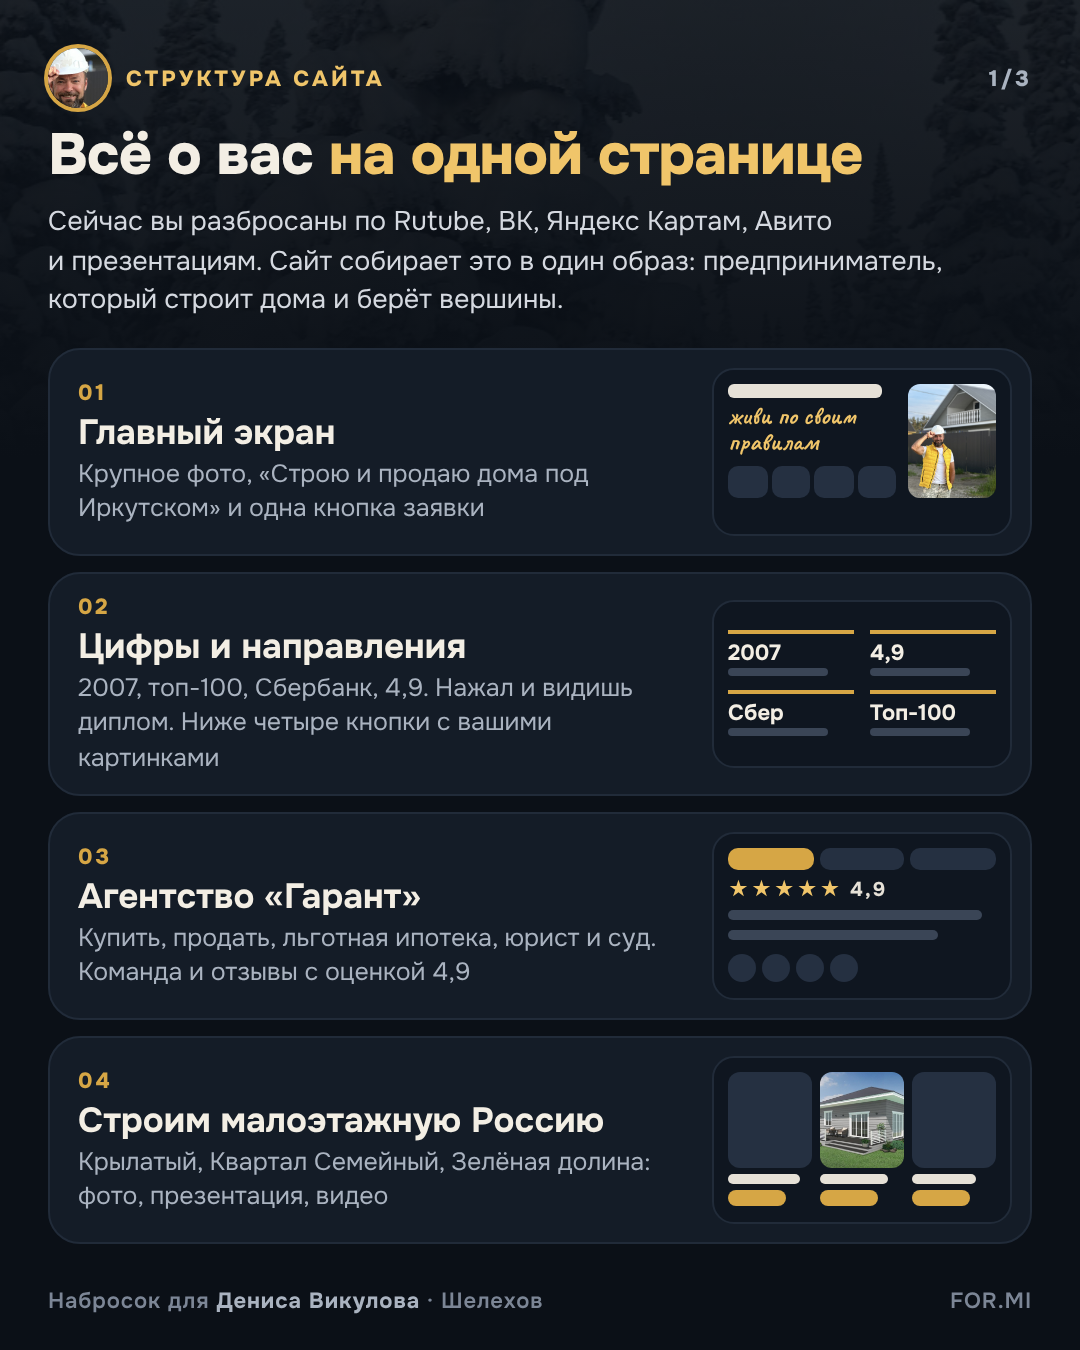 СТРУКТУРА САЙТА
1/3
Всё о вас на одной странице
Сейчас вы разбросаны по Rutube, ВК, Яндекс Картам, Авито
и презентациям. Сайт собирает это в один образ: предприниматель,
который строит дома и берёт вершины.
01
Главный экран
Крупное фото, «Строю и продаю дома под
Иркутском» и одна кнопка заявки
живи по своим
правилам
02
Цифры и направления
2007, топ-100, Сбербанк, 4,9. Нажал и видишь
диплом. Ниже четыре кнопки с вашими
картинками
2007
4,9
Сбер
Топ-100
03
Агентство «Гарант»
Купить, продать, льготная ипотека, юрист и суд.
Команда и отзывы с оценкой 4,9
★★★★★ 4,9
04
Строим малоэтажную Россию
Крылатый, Квартал Семейный, Зелёная долина:
фото, презентация, видео
Набросок для Дениса Викулова · Шелехов
FOR.MI